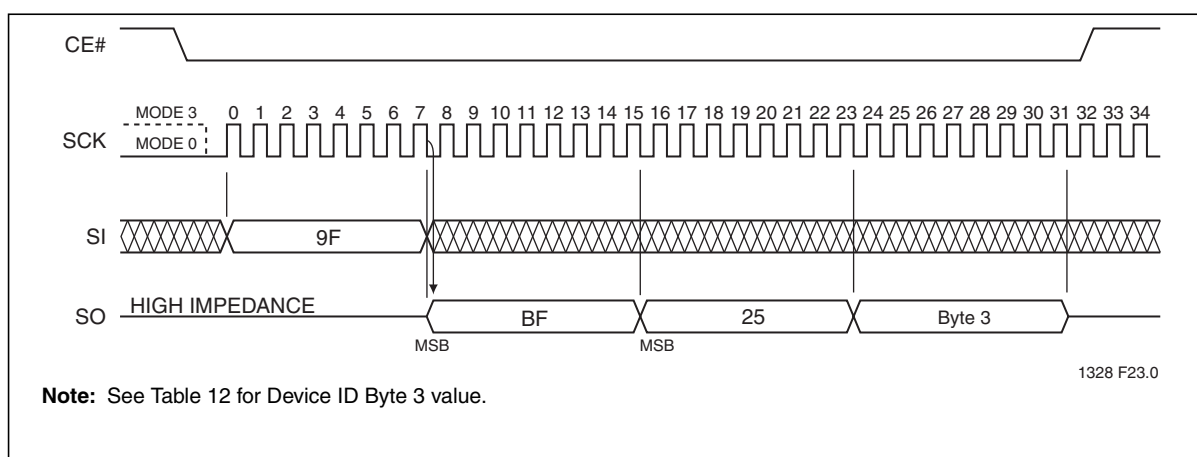 CE#
MODE 3
0 1 2 3 4 5 6 7 8 9 10 11 12 13 14 15 16 17 18 19 20 21 22 23 24 25 26 27 28 29 30 31 32 33 34
SCK
MODE 0
SI
9F
HIGH IMPEDANCE
SO
BF
25
Byte 3
MSB
MSB
1328 F23.0
Note: See Table 12 for Device ID Byte 3 value.